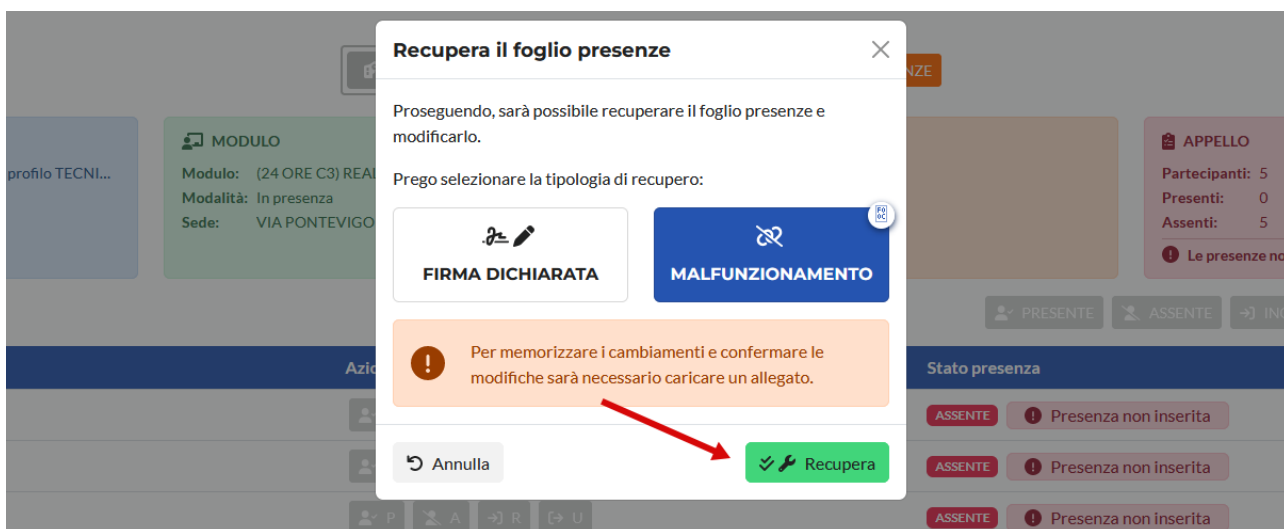 Recupera il foglio presenze
NZE
Proseguendo, sarà possibile recuperare il foglio presenze e
modificarlo.
Prego selezionare la tipologia di recupero:
FIRMA DICHIARATA
MALFUNZIONAMENTO
Per memorizzare i cambiamenti e confermare le
modifiche sarà necessario caricare un allegato.
Annulla
Recupera
profilo TECNI...
MODULO
Modulo: (24 ORE C3) REAL
Modalità: In presenza
Sede: VIA PONTEVIGO
APPELLO
Partecipanti: 5
Presenti: 0
Assenti: 5
Le presenze no
PRESENTE ASSENTE ING
Azio Stato presenza
ASSENTE Presenza non inserita
ASSENTE Presenza non inserita
P A R U ASSENTE Presenza non inserita